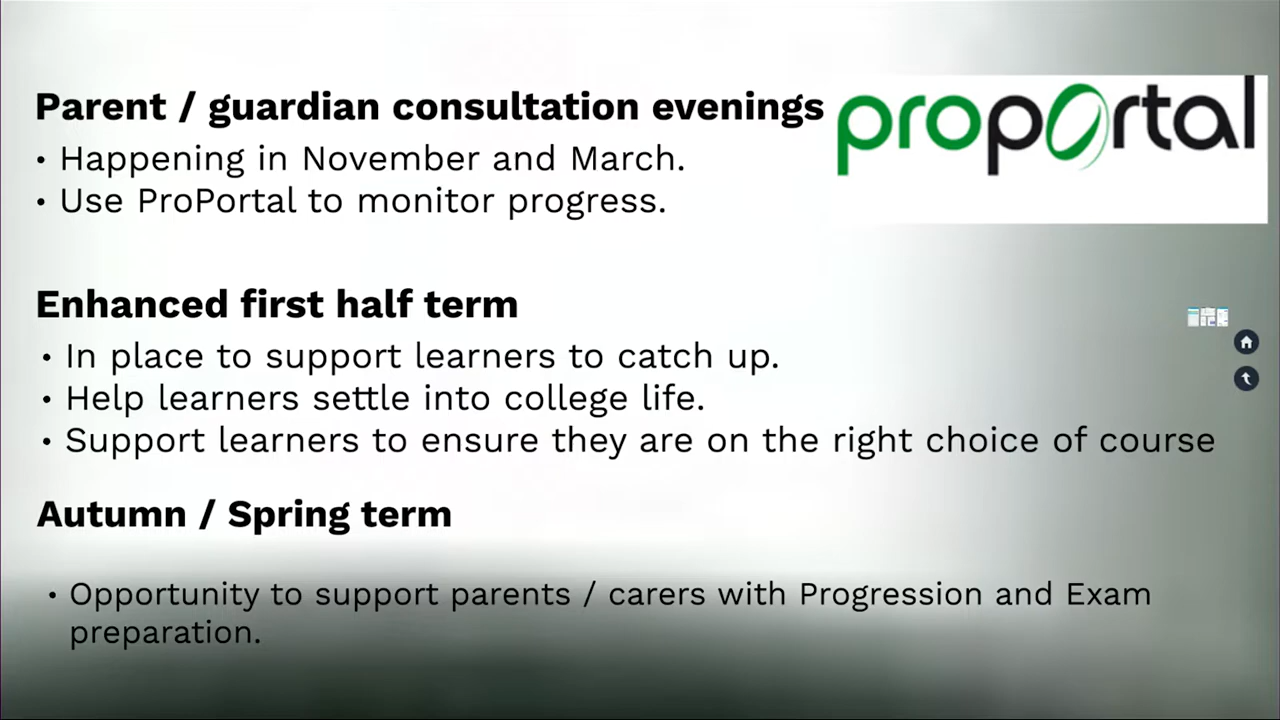 Parent / guardian consultation evenings
proportal
• Happening in November and March.
• Use ProPortal to monitor progress.
Enhanced first half term
• In place to support learners to catch up.
• Help learners settle into college life.
• Support learners to ensure they are on the right choice of course
Autumn / Spring term
• Opportunity to support parents / carers with Progression and Exam
preparation.